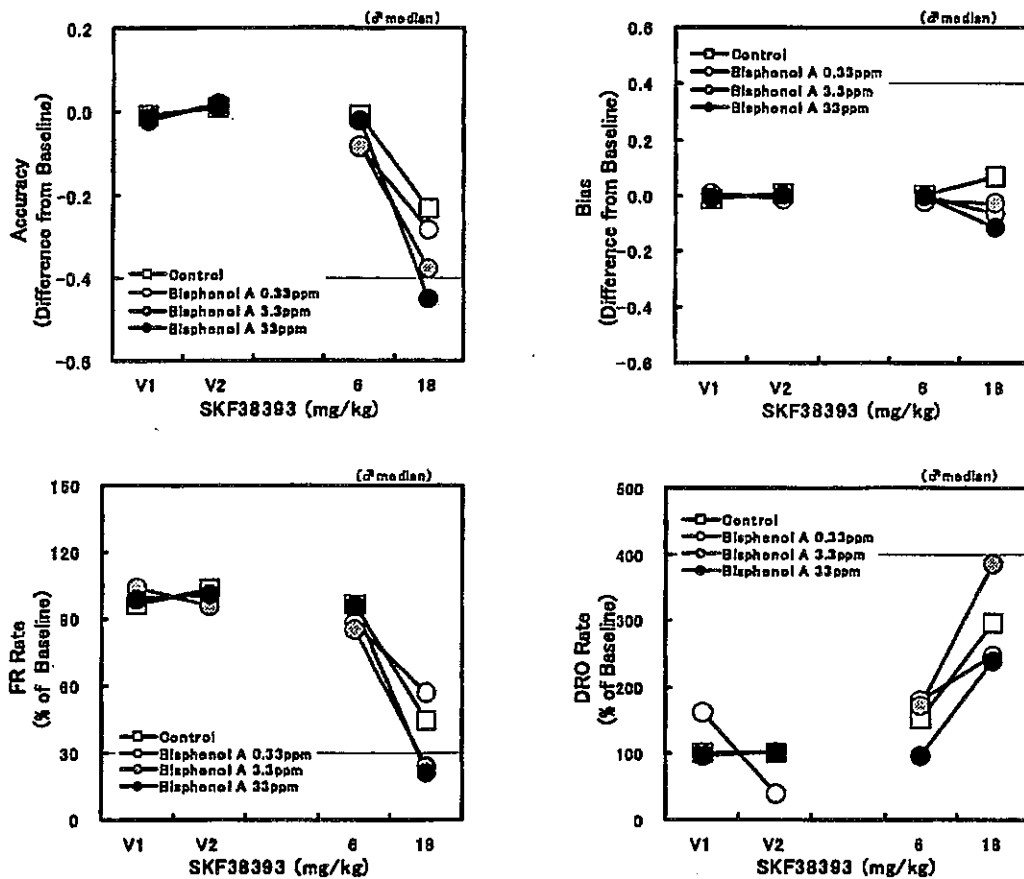 (♂median)
0.2
0.0
-0.2
-0.4
-0.6
Accuracy
(Difference from Baseline)
Control
Bisphenol A 0.33ppm
Bisphenol A 3.3ppm
Bisphenol A 33ppm
V1 V2 6 18
SKF38393 (mg/kg)
(♂median)
0.6
0.4
0.2
0.0
-0.2
-0.4
-0.6
Bias
(Difference from Baseline)
Control
Bisphenol A 0.33ppm
Bisphenol A 3.3ppm
Bisphenol A 33ppm
V1 V2 6 18
SKF38393 (mg/kg)
(♂median)
150
120
90
60
30
0
FR Rate
(% of Baseline)
Control
Bisphenol A 0.33ppm
Bisphenol A 3.3ppm
Bisphenol A 33ppm
V1 V2 6 18
SKF38393 (mg/kg)
(♂median)
500
400
300
200
100
0
DRO Rate
(% of Baseline)
Control
Bisphenol A 0.33ppm
Bisphenol A 3.3ppm
Bisphenol A 33ppm
V1 V2 6 18
SKF38393 (mg/kg)